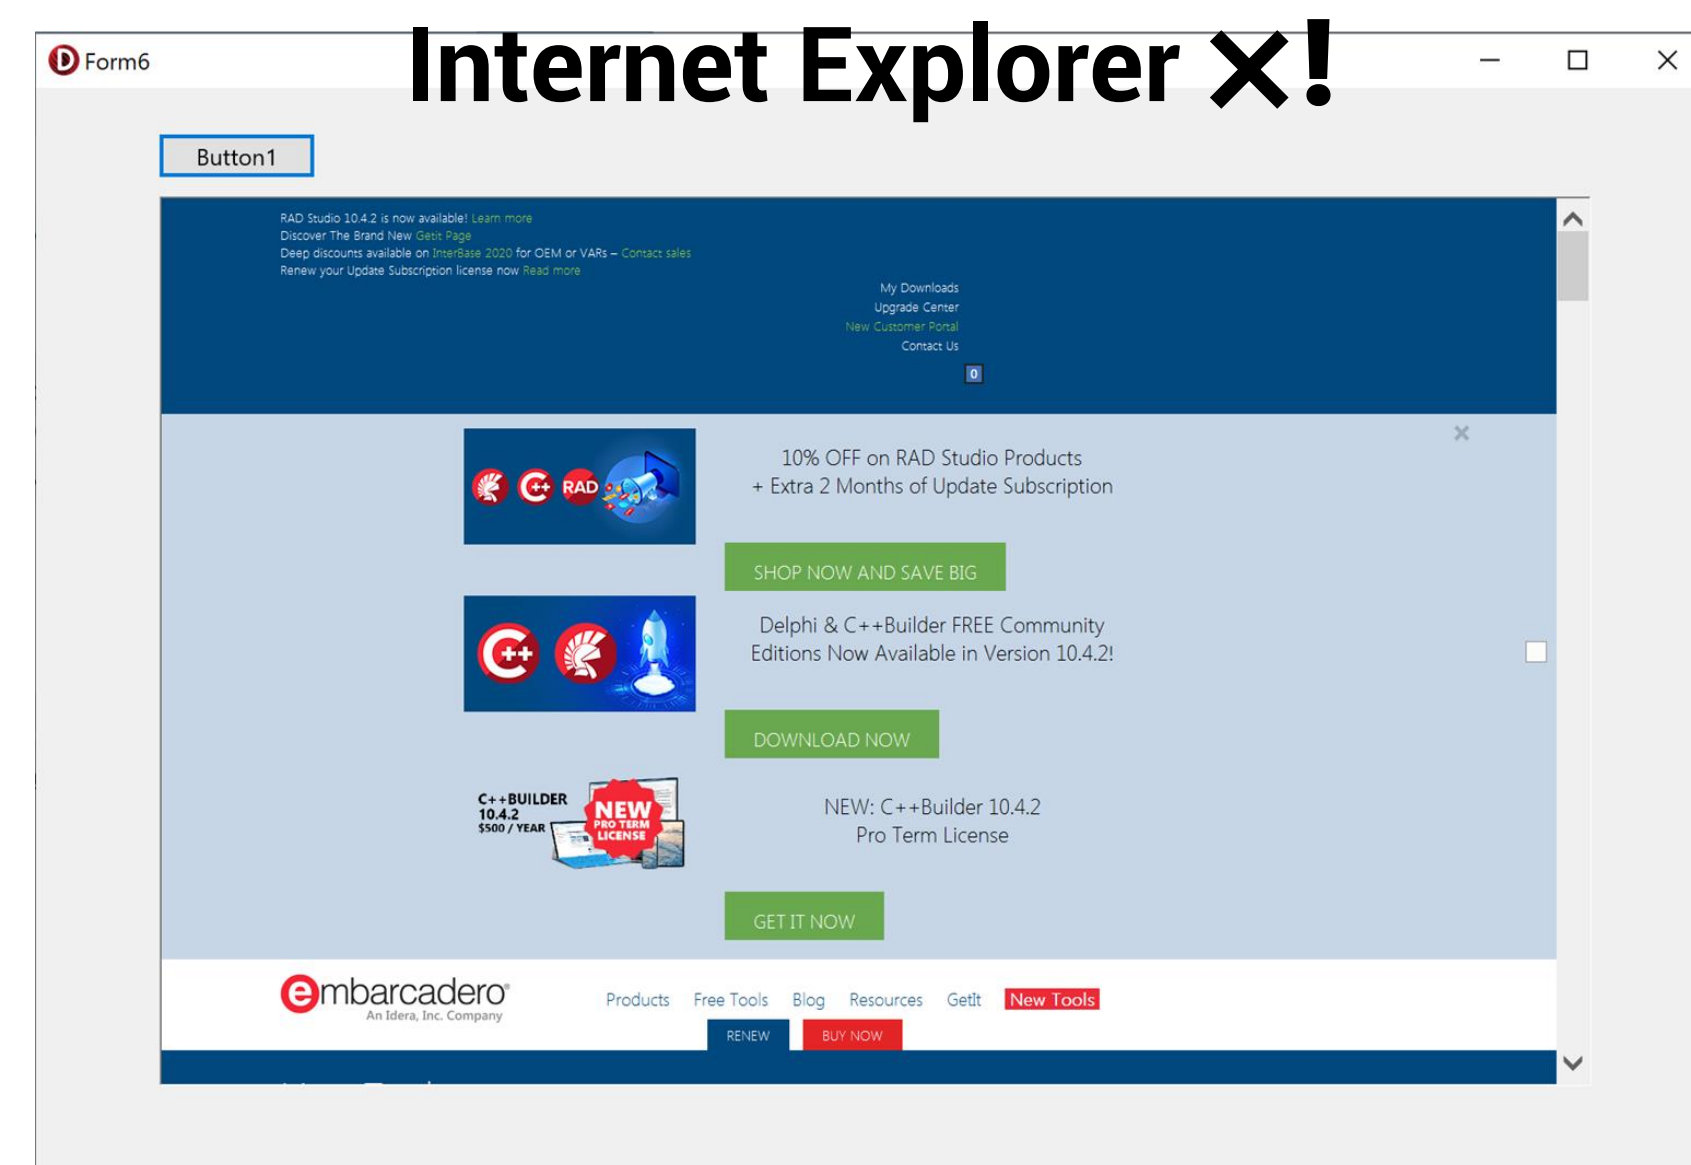 Internet Explorer ❌!
Form6
Button1
RAD Studio 10.4.2 is now available! Learn more
Discover The Brand New Getit Page
Deep discounts available on InterBase 2020 for OEM or VARs – Contact sales
Renew your Update Subscription license now Read more
My Downloads
Upgrade Center
New Customer Portal
Contact Us
0
RAD
10% OFF on RAD Studio Products
+ Extra 2 Months of Update Subscription
SHOP NOW AND SAVE BIG
C++
Delphi & C++Builder FREE Community
Editions Now Available in Version 10.4.2!
DOWNLOAD NOW
C++BUILDER
10.4.2
$500 / YEAR
NEW
PRO TERM
LICENSE
NEW: C++Builder 10.4.2
Pro Term License
GET IT NOW
embarcadero®
An Idera, Inc. Company
Products Free Tools Blog Resources GetIt New Tools
RENEW BUY NOW